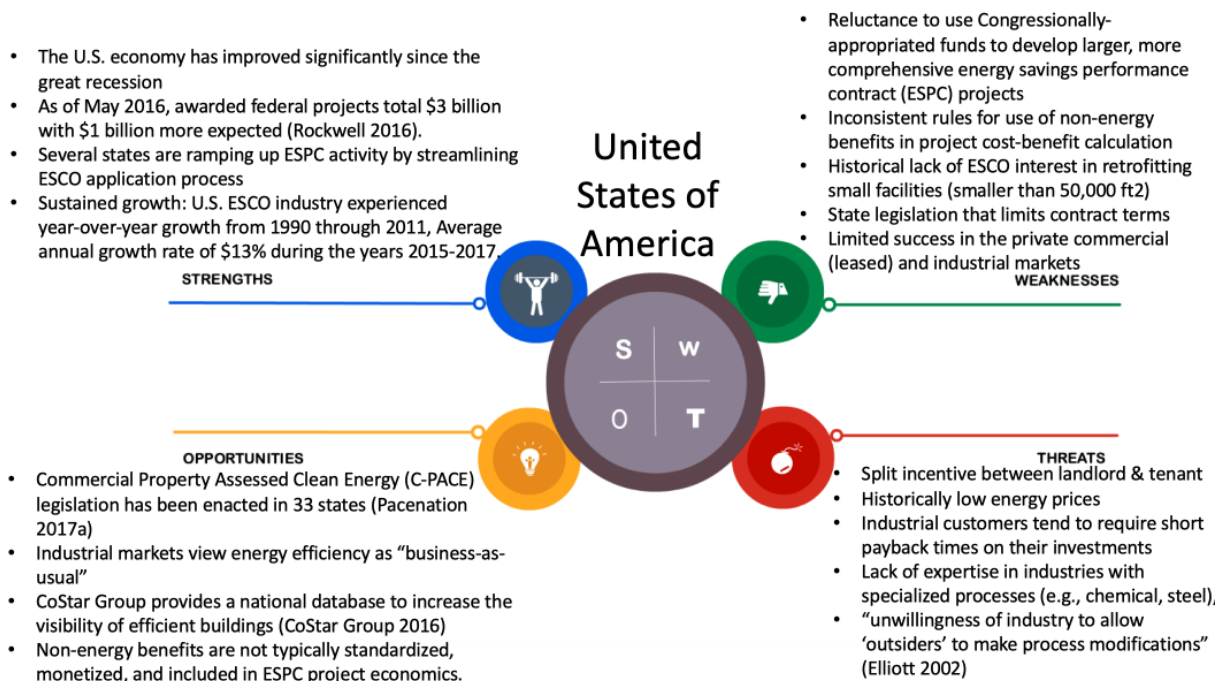 • The U.S. economy has improved significantly since the
great recession
• As of May 2016, awarded federal projects total $3 billion
with $1 billion more expected (Rockwell 2016).
• Several states are ramping up ESPC activity by streamlining
ESCO application process
• Sustained growth: U.S. ESCO industry experienced
year-over-year growth from 1990 through 2011, Average
annual growth rate of $13% during the years 2015-2017.
STRENGTHS
United
States of
America
• Reluctance to use Congressionally-
appropriated funds to develop larger, more
comprehensive energy savings performance
contract (ESPC) projects
• Inconsistent rules for use of non-energy
benefits in project cost-benefit calculation
• Historical lack of ESCO interest in retrofitting
small facilities (smaller than 50,000 ft2)
• State legislation that limits contract terms
• Limited success in the private commercial
(leased) and industrial markets
WEAKNESSES
S W
O T
OPPORTUNITIES
• Commercial Property Assessed Clean Energy (C-PACE)
legislation has been enacted in 33 states (Pacenation
2017a)
• Industrial markets view energy efficiency as “business-as-
usual”
• CoStar Group provides a national database to increase the
visibility of efficient buildings (CoStar Group 2016)
• Non-energy benefits are not typically standardized,
monetized, and included in ESPC project economics.
THREATS
• Split incentive between landlord & tenant
• Historically low energy prices
• Industrial customers tend to require short
payback times on their investments
• Lack of expertise in industries with
specialized processes (e.g., chemical, steel),
• “unwillingness of industry to allow
‘outsiders’ to make process modifications”
(Elliott 2002)